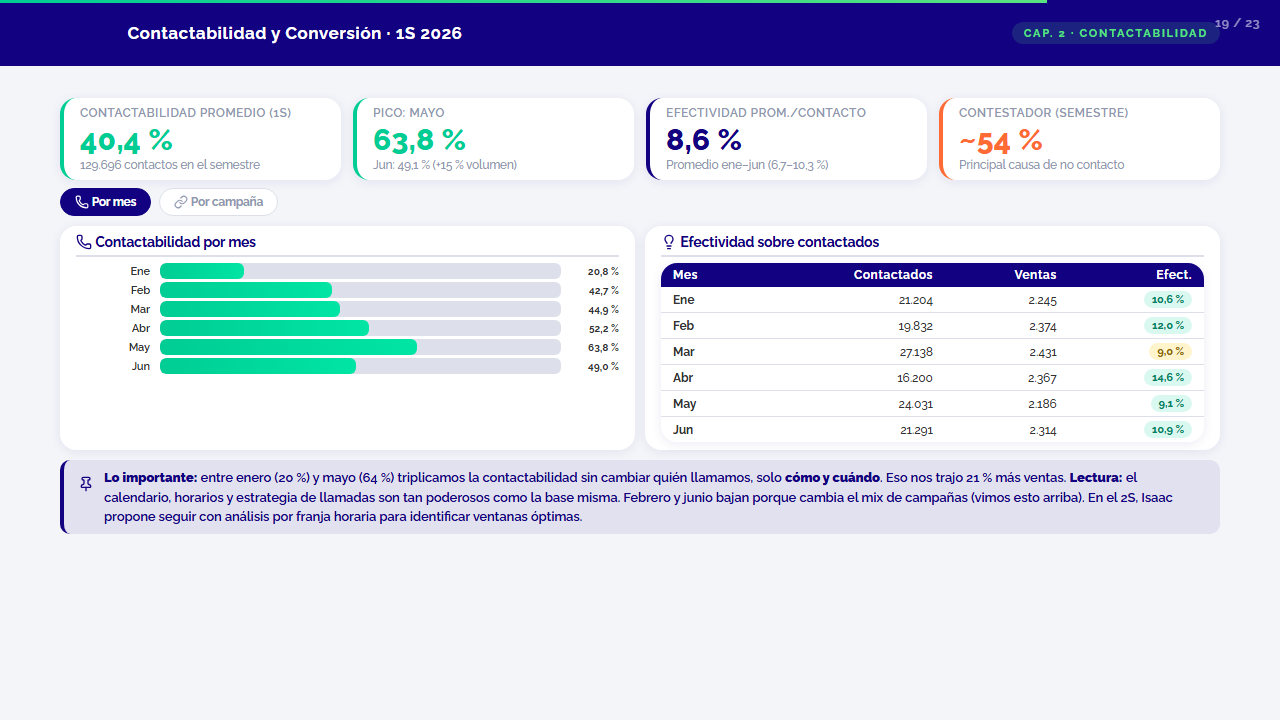 Contactabilidad y Conversión · 1S 2026
CAP. 2 · CONTACTABILIDAD
19 / 23
CONTACTABILIDAD PROMEDIO (1S)
40,4 %
129.696 contactos en el semestre
PICO: MAYO
63,8 %
Jun: 49,1 % (+15 % volumen)
EFECTIVIDAD PROM./CONTACTO
8,6 %
Promedio ene–jun (6,7–10,3 %)
CONTESTADOR (SEMESTRE)
~54 %
Principal causa de no contacto
Por mes
Por campaña
Contactabilidad por mes
Ene 20,8 %
Feb 42,7 %
Mar 44,9 %
Abr 52,2 %
May 63,8 %
Jun 49,0 %
Efectividad sobre contactados
Mes Contactados Ventas Efect.
Ene 21.204 2.245 10,6 %
Feb 19.832 2.374 12,0 %
Mar 27.138 2.431 9,0 %
Abr 16.200 2.367 14,6 %
May 24.031 2.186 9,1 %
Jun 21.291 2.314 10,9 %
Lo importante: entre enero (20 %) y mayo (64 %) triplicamos la contactabilidad sin cambiar quién llamamos, solo cómo y cuándo. Eso nos trajo 21 % más ventas. Lectura: el
calendario, horarios y estrategia de llamadas son tan poderosos como la base misma. Febrero y junio bajan porque cambia el mix de campañas (vimos esto arriba). En el 2S, Isaac
propone seguir con análisis por franja horaria para identificar ventanas óptimas.